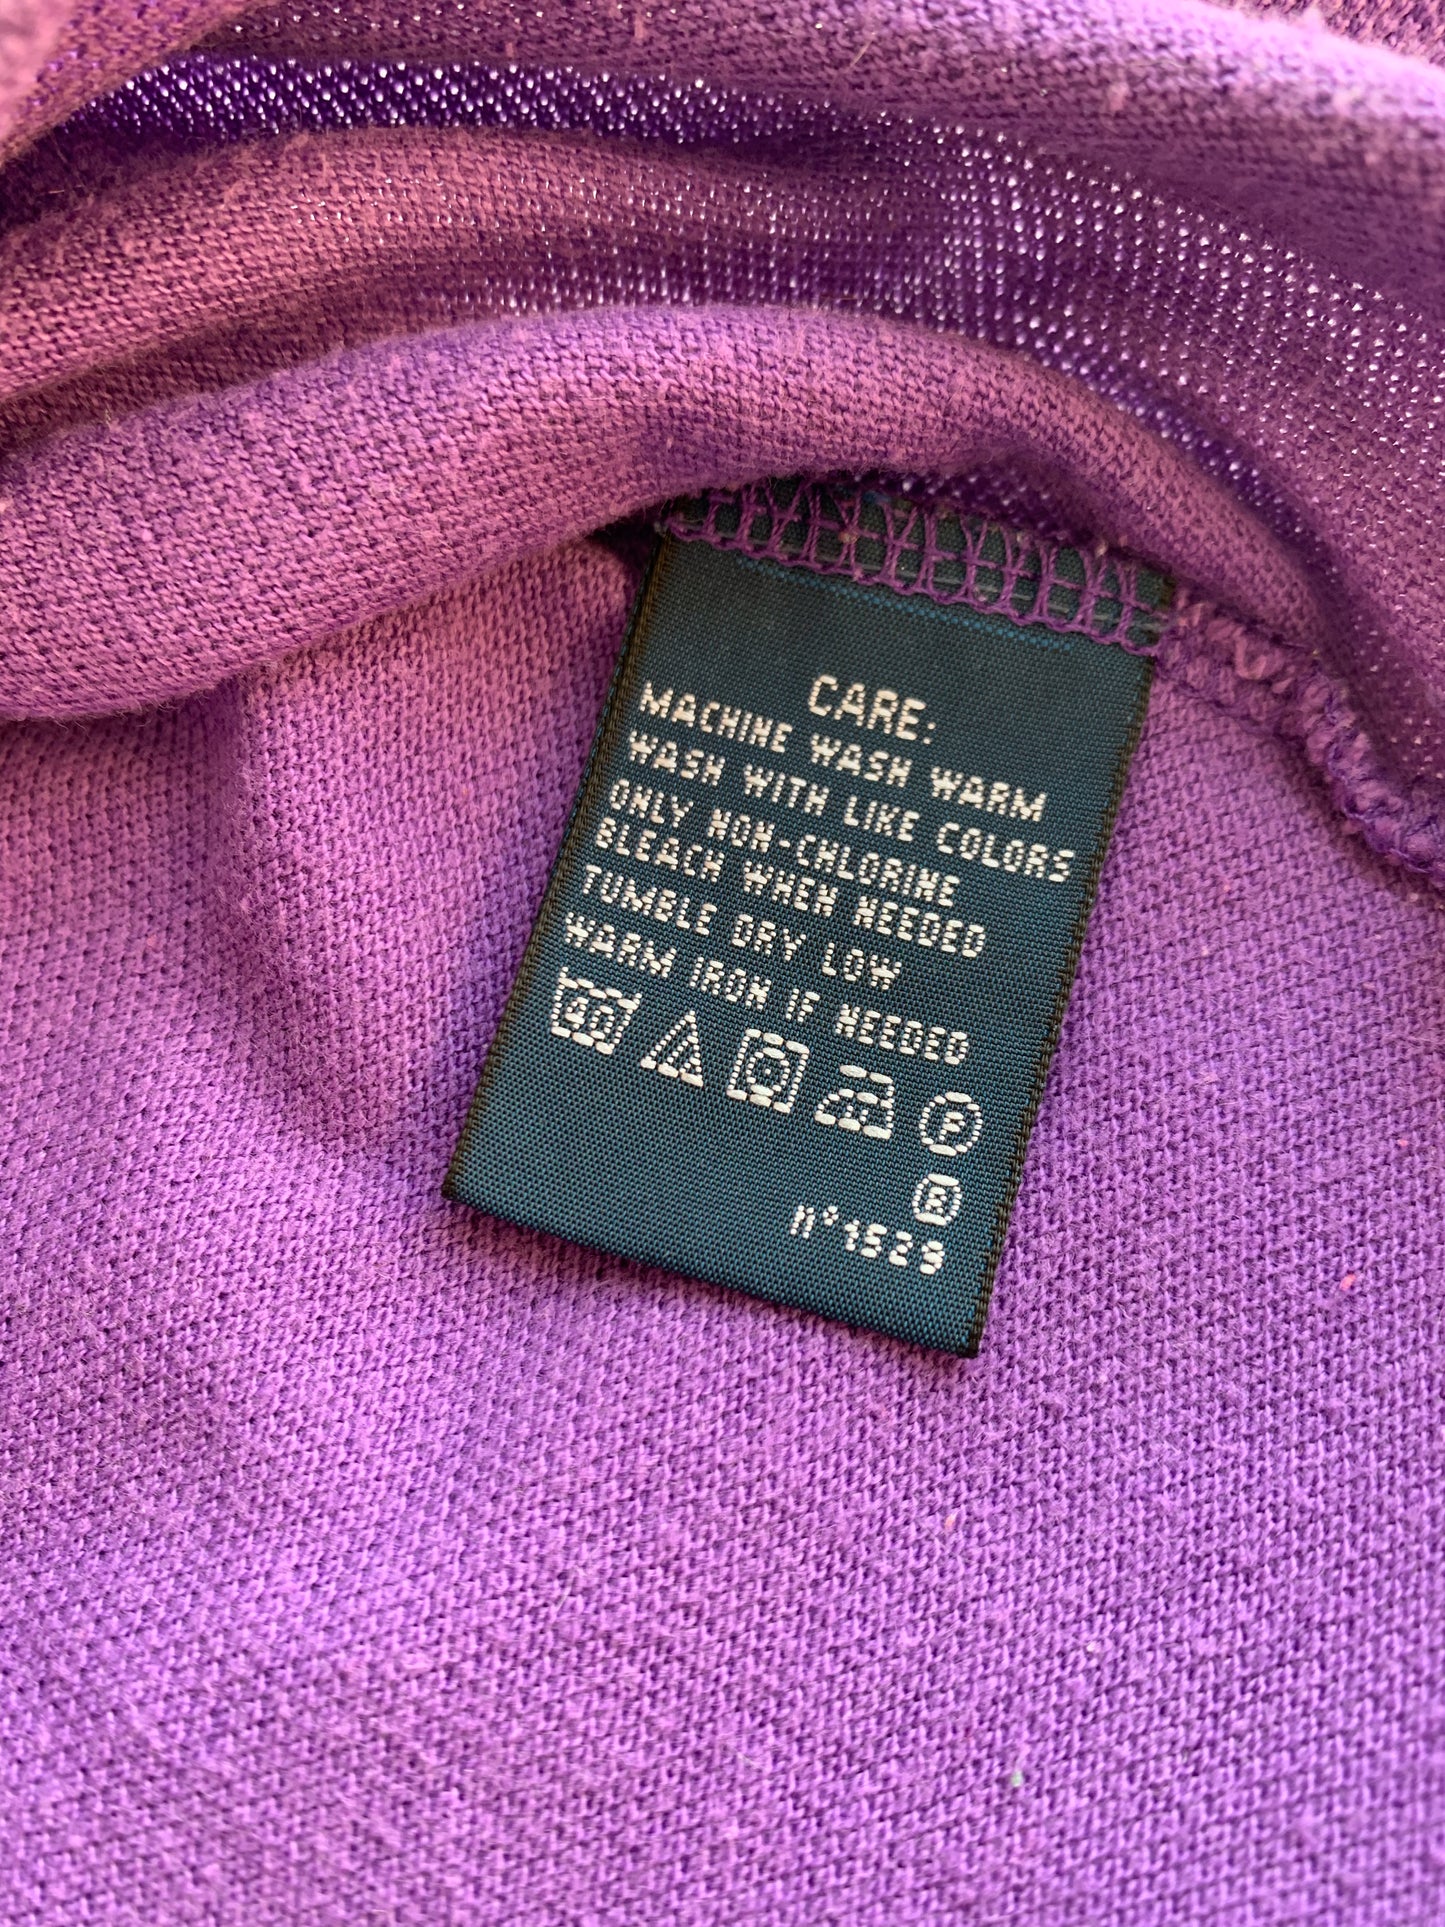 CARE:
MACHINE WASH WARM
WASH WITH LIKE COLORS
ONLY NON-CHLORINE
BLEACH WHEN NEEDED
TUMBLE DRY LOW
WARM IRON IF NEEDED
40 P
R
N°1529